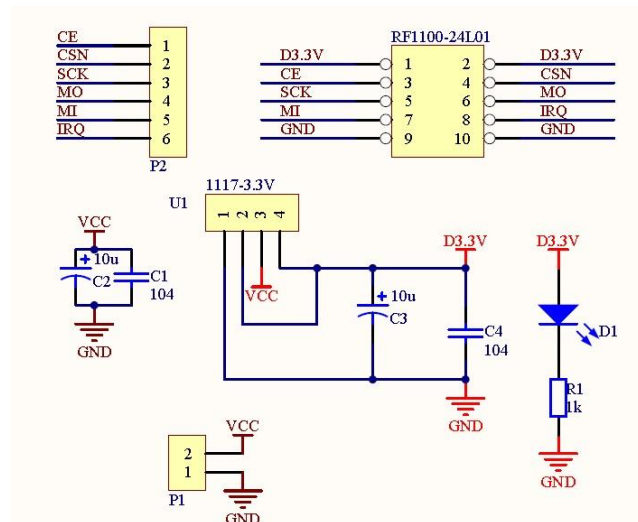 CE 1
CSN 2
SCK 3
MO 4
MI 5
IRQ 6
P2
RF1100-24L01
D3.3V 1 2 D3.3V
CE 3 4 CSN
SCK 5 6 MO
MI 7 8 IRQ
GND 9 10 GND
1117-3.3V
U1
1 2 3 4
VCC
+ 10u
C2
C1
104
GND
VCC
+ 10u
C3
D3.3V
C4
104
GND
D3.3V
D1
R1
1k
GND
VCC
2
1
P1
GND